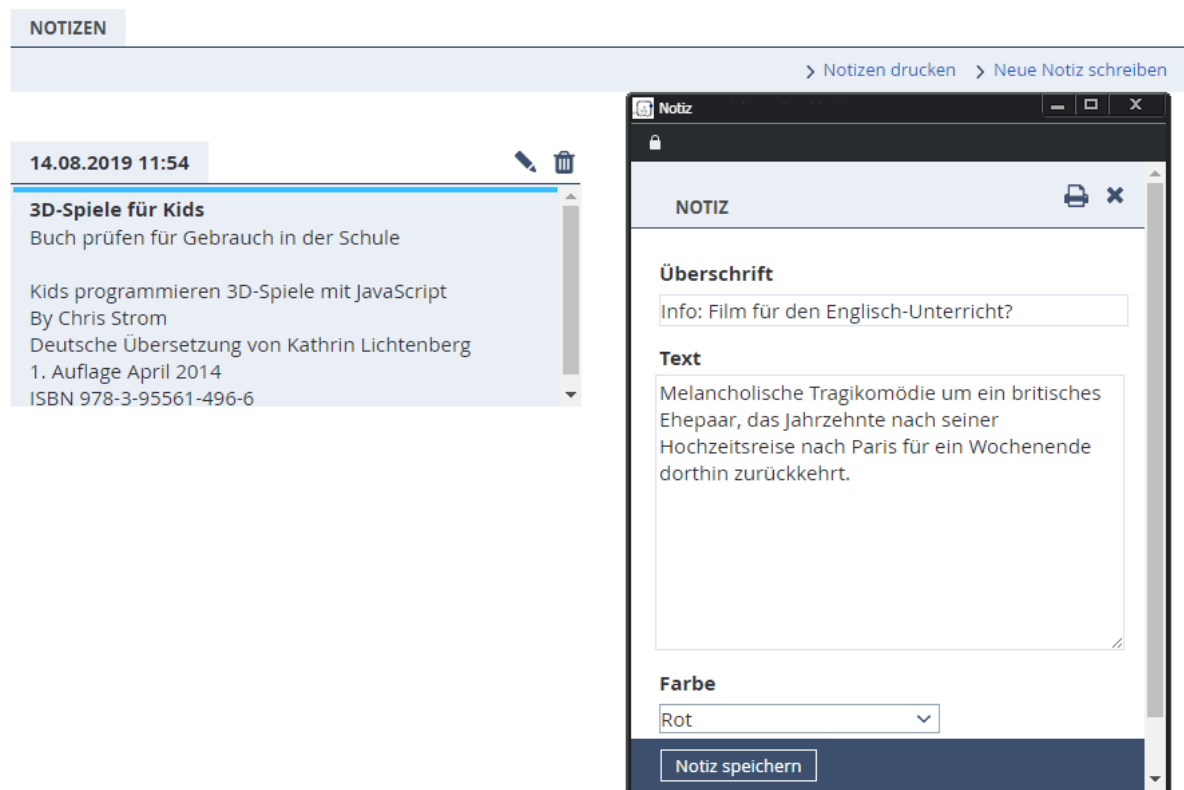 NOTIZEN
Notizen drucken
Neue Notiz schreiben
14.08.2019 11:54
3D-Spiele für Kids
Buch prüfen für Gebrauch in der Schule
Kids programmieren 3D-Spiele mit JavaScript
By Chris Strom
Deutsche Übersetzung von Kathrin Lichtenberg
1. Auflage April 2014
ISBN 978-3-95561-496-6
Notiz
NOTIZ
Überschrift
Info: Film für den Englisch-Unterricht?
Text
Melancholische Tragikomödie um ein britisches
Ehepaar, das Jahrzehnte nach seiner
Hochzeitsreise nach Paris für ein Wochenende
dorthin zurückkehrt.
Farbe
Rot
Notiz speichern